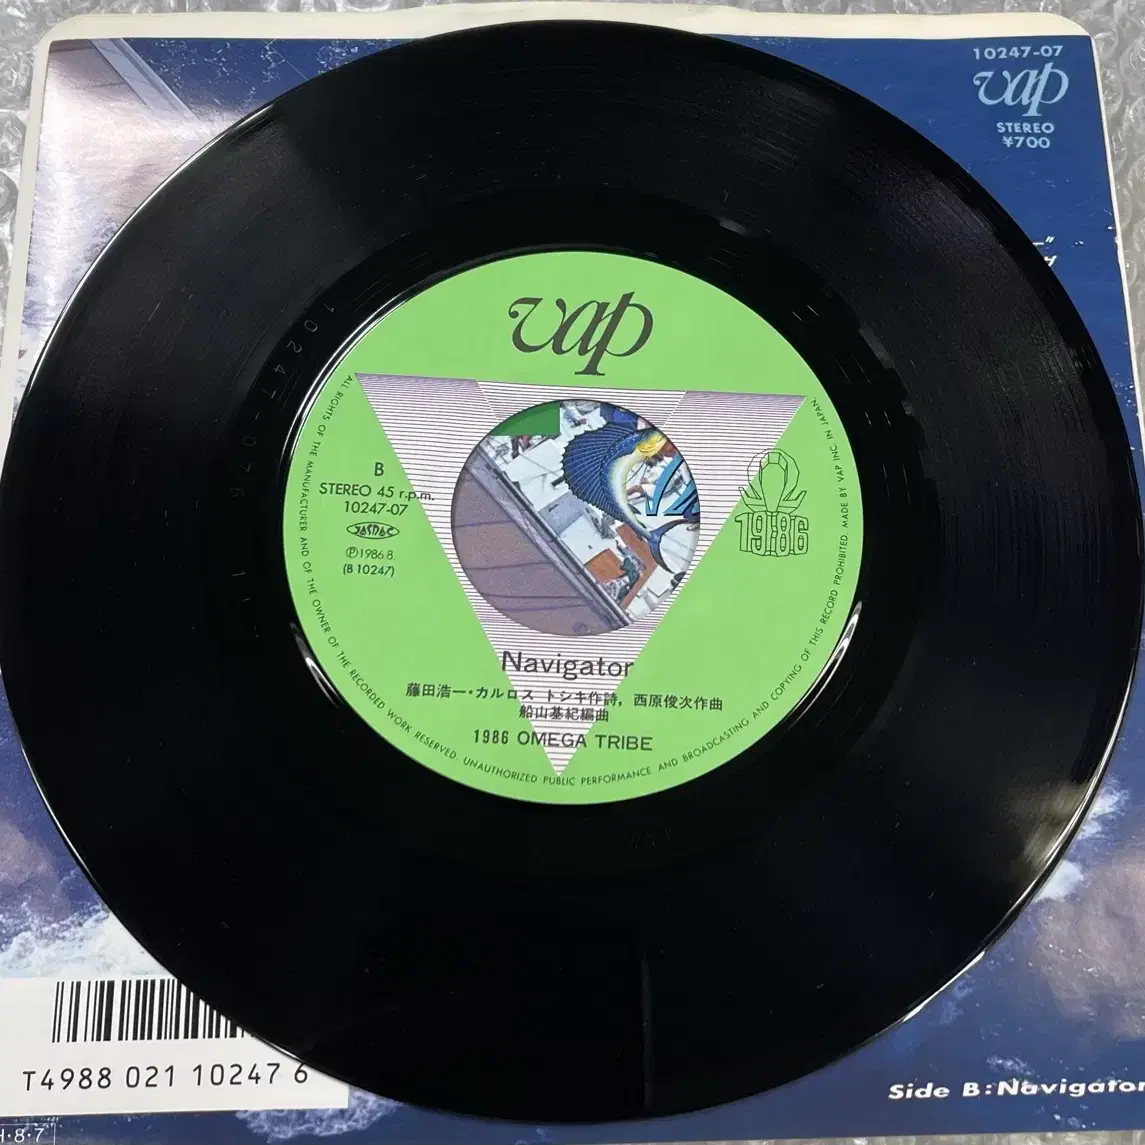 10247-07
vap
STEREO
¥700
vap
B
STEREO 45 r.p.m.
10247-07
JASRAC
Ⓟ1986.8
(B 10247)
1986
Navigator
藤田浩一・カルロス トシキ作詩, 西原俊次作曲
船山基紀編曲
1986 OMEGA TRIBE
ALL RIGHTS OF THE MANUFACTURER AND OF THE OWNER OF THE RECORDED WORK RESERVED. UNAUTHORIZED PUBLIC PERFORMANCE AND BROADCASTING AND COPYING OF THIS RECORD PROHIBITED. MADE BY VAP INC. IN JAPAN.
T4988 021 10247 6
Side B:Navigator